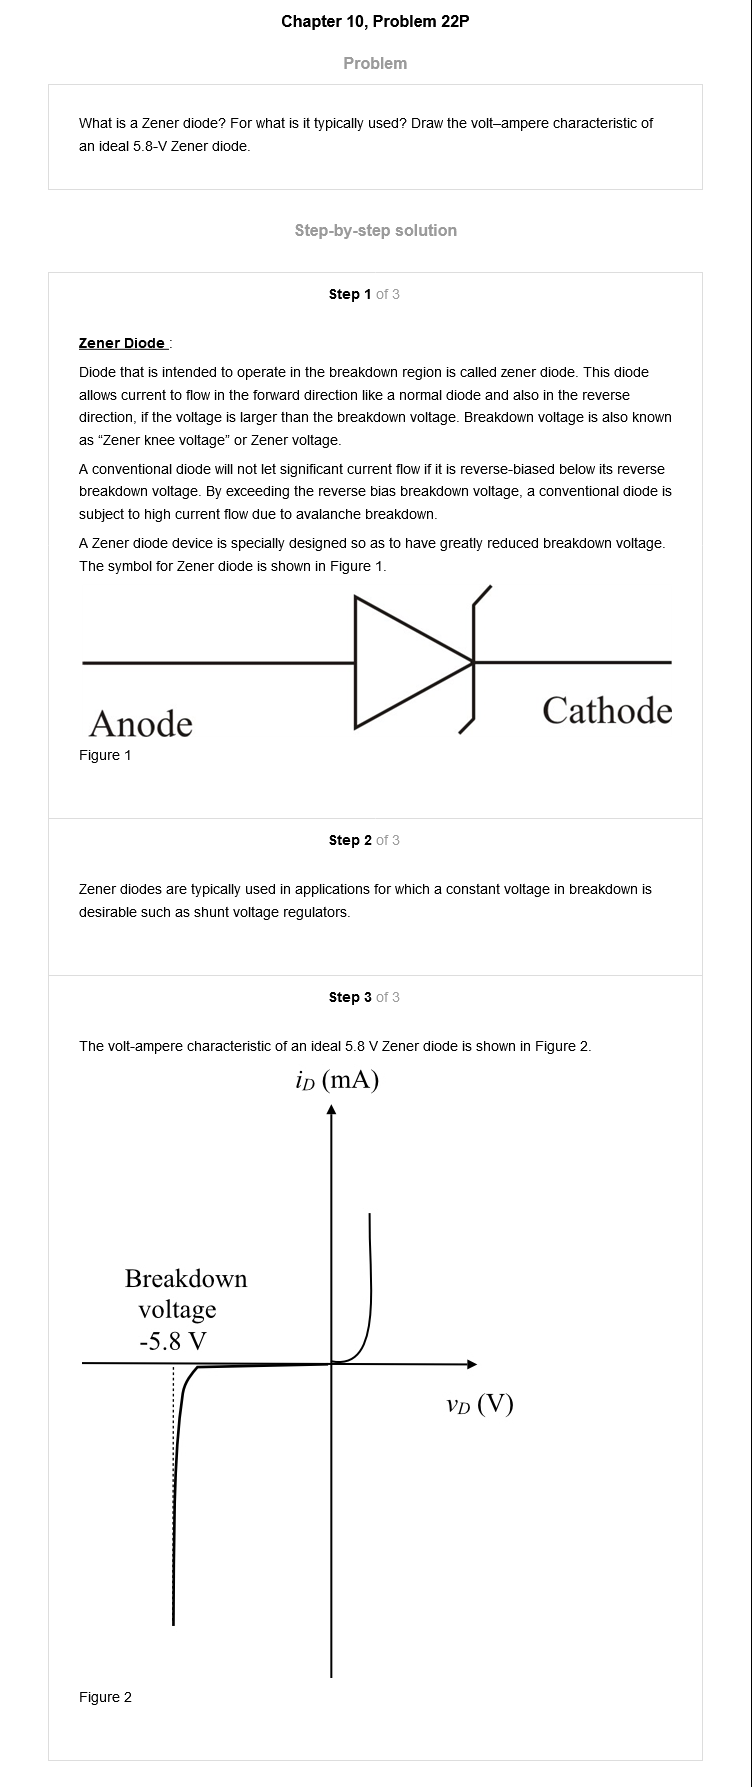 Chapter 10, Problem 22P
Problem
What is a Zener diode? For what is it typically used? Draw the volt–ampere characteristic of
an ideal 5.8-V Zener diode.
Step-by-step solution
Step 1 of 3
Zener Diode :
Diode that is intended to operate in the breakdown region is called zener diode. This diode
allows current to flow in the forward direction like a normal diode and also in the reverse
direction, if the voltage is larger than the breakdown voltage. Breakdown voltage is also known
as “Zener knee voltage” or Zener voltage.
A conventional diode will not let significant current flow if it is reverse-biased below its reverse
breakdown voltage. By exceeding the reverse bias breakdown voltage, a conventional diode is
subject to high current flow due to avalanche breakdown.
A Zener diode device is specially designed so as to have greatly reduced breakdown voltage.
The symbol for Zener diode is shown in Figure 1.
Anode
Cathode
Figure 1
Step 2 of 3
Zener diodes are typically used in applications for which a constant voltage in breakdown is
desirable such as shunt voltage regulators.
Step 3 of 3
The volt-ampere characteristic of an ideal 5.8 V Zener diode is shown in Figure 2.
iD (mA)
Breakdown
voltage
-5.8 V
vD (V)
Figure 2